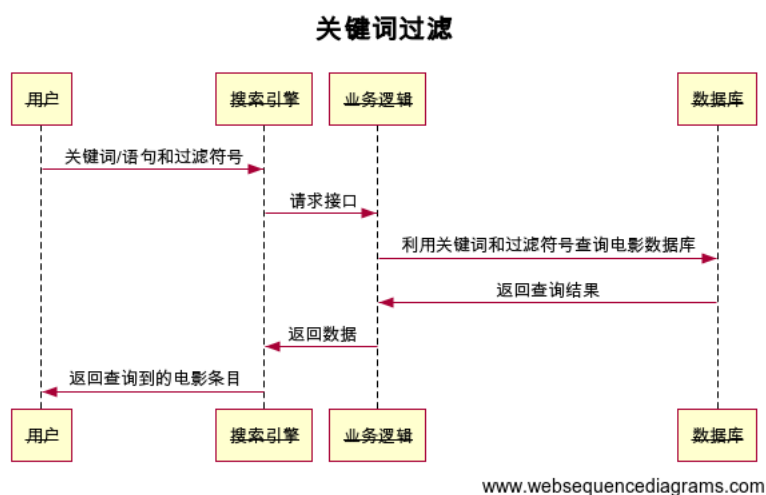 关键词过滤
用户
搜索引擎
业务逻辑
数据库
关键词/语句和过滤符号
请求接口
利用关键词和过滤符号查询电影数据库
返回查询结果
返回数据
返回查询到的电影条目
用户
搜索引擎
业务逻辑
数据库
www.websequencediagrams.com